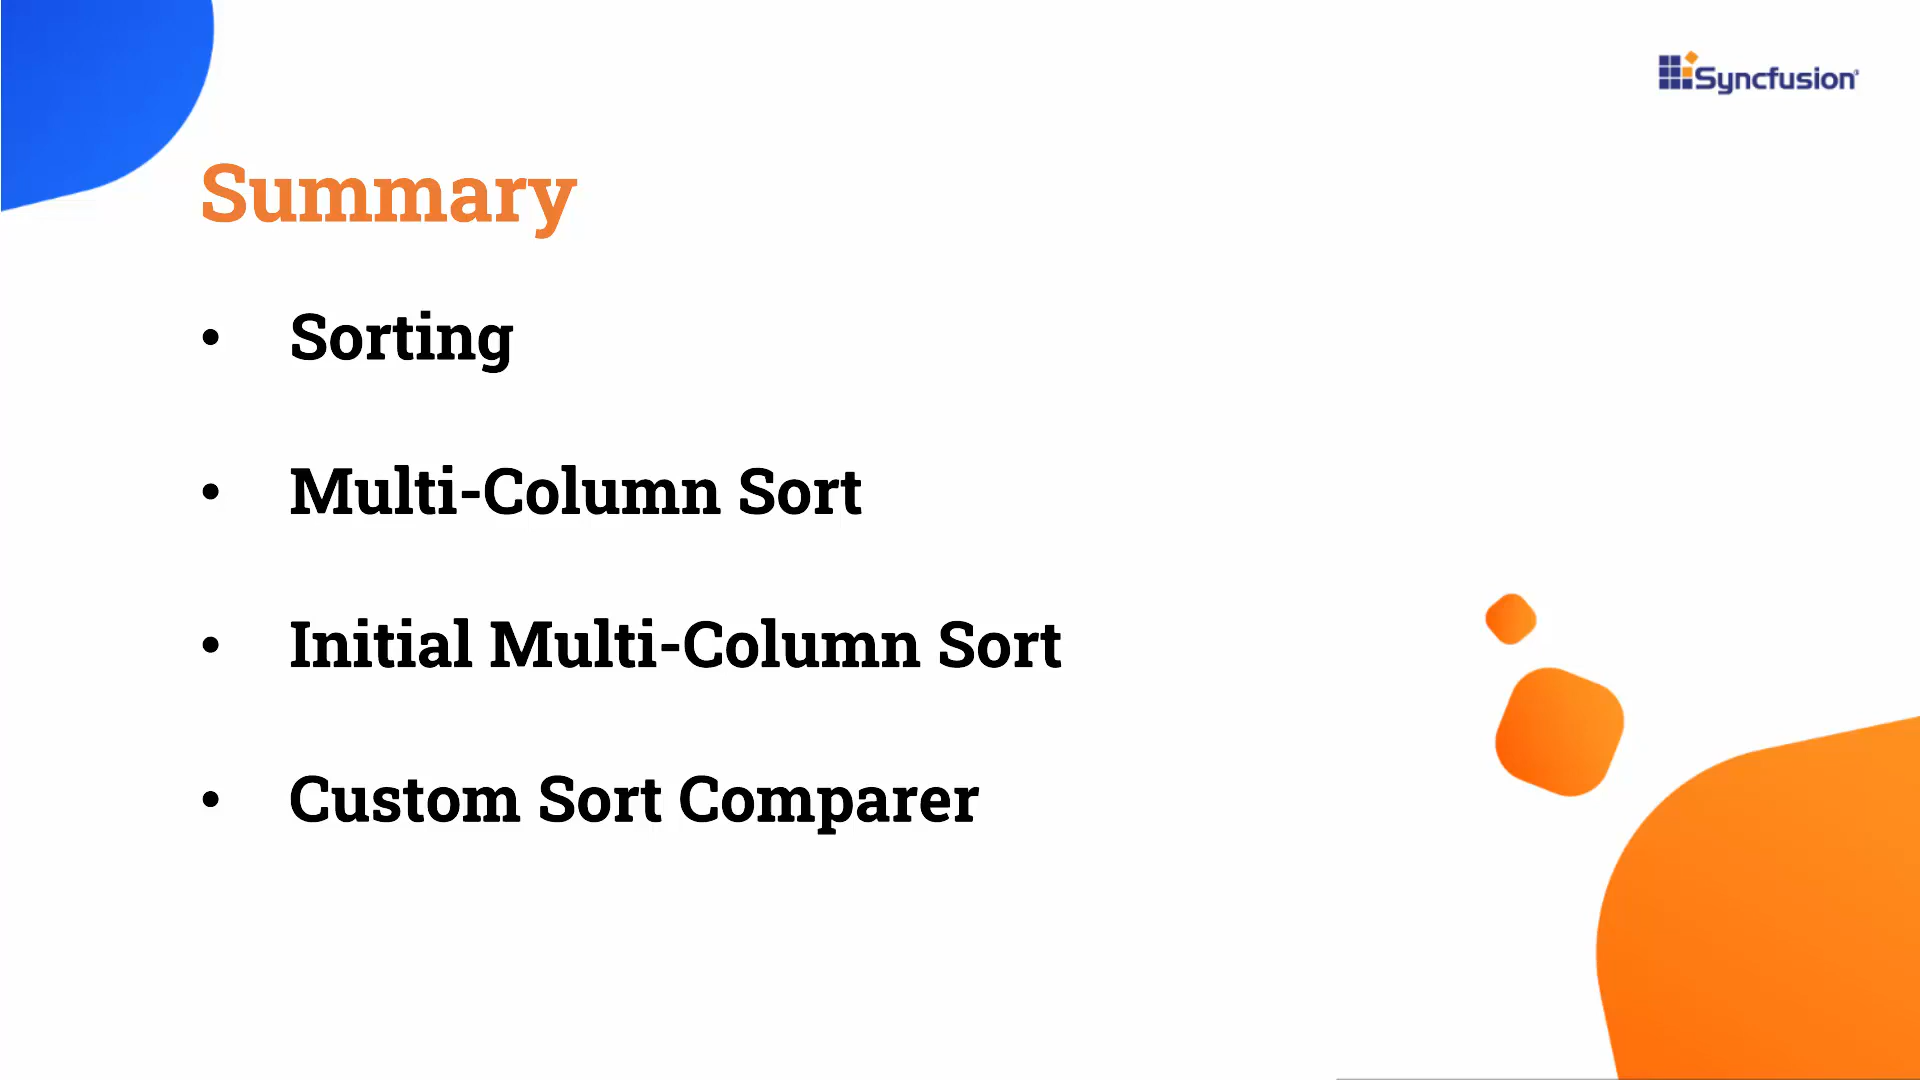 Syncfusion®
Summary
• Sorting
• Multi-Column Sort
• Initial Multi-Column Sort
• Custom Sort Comparer